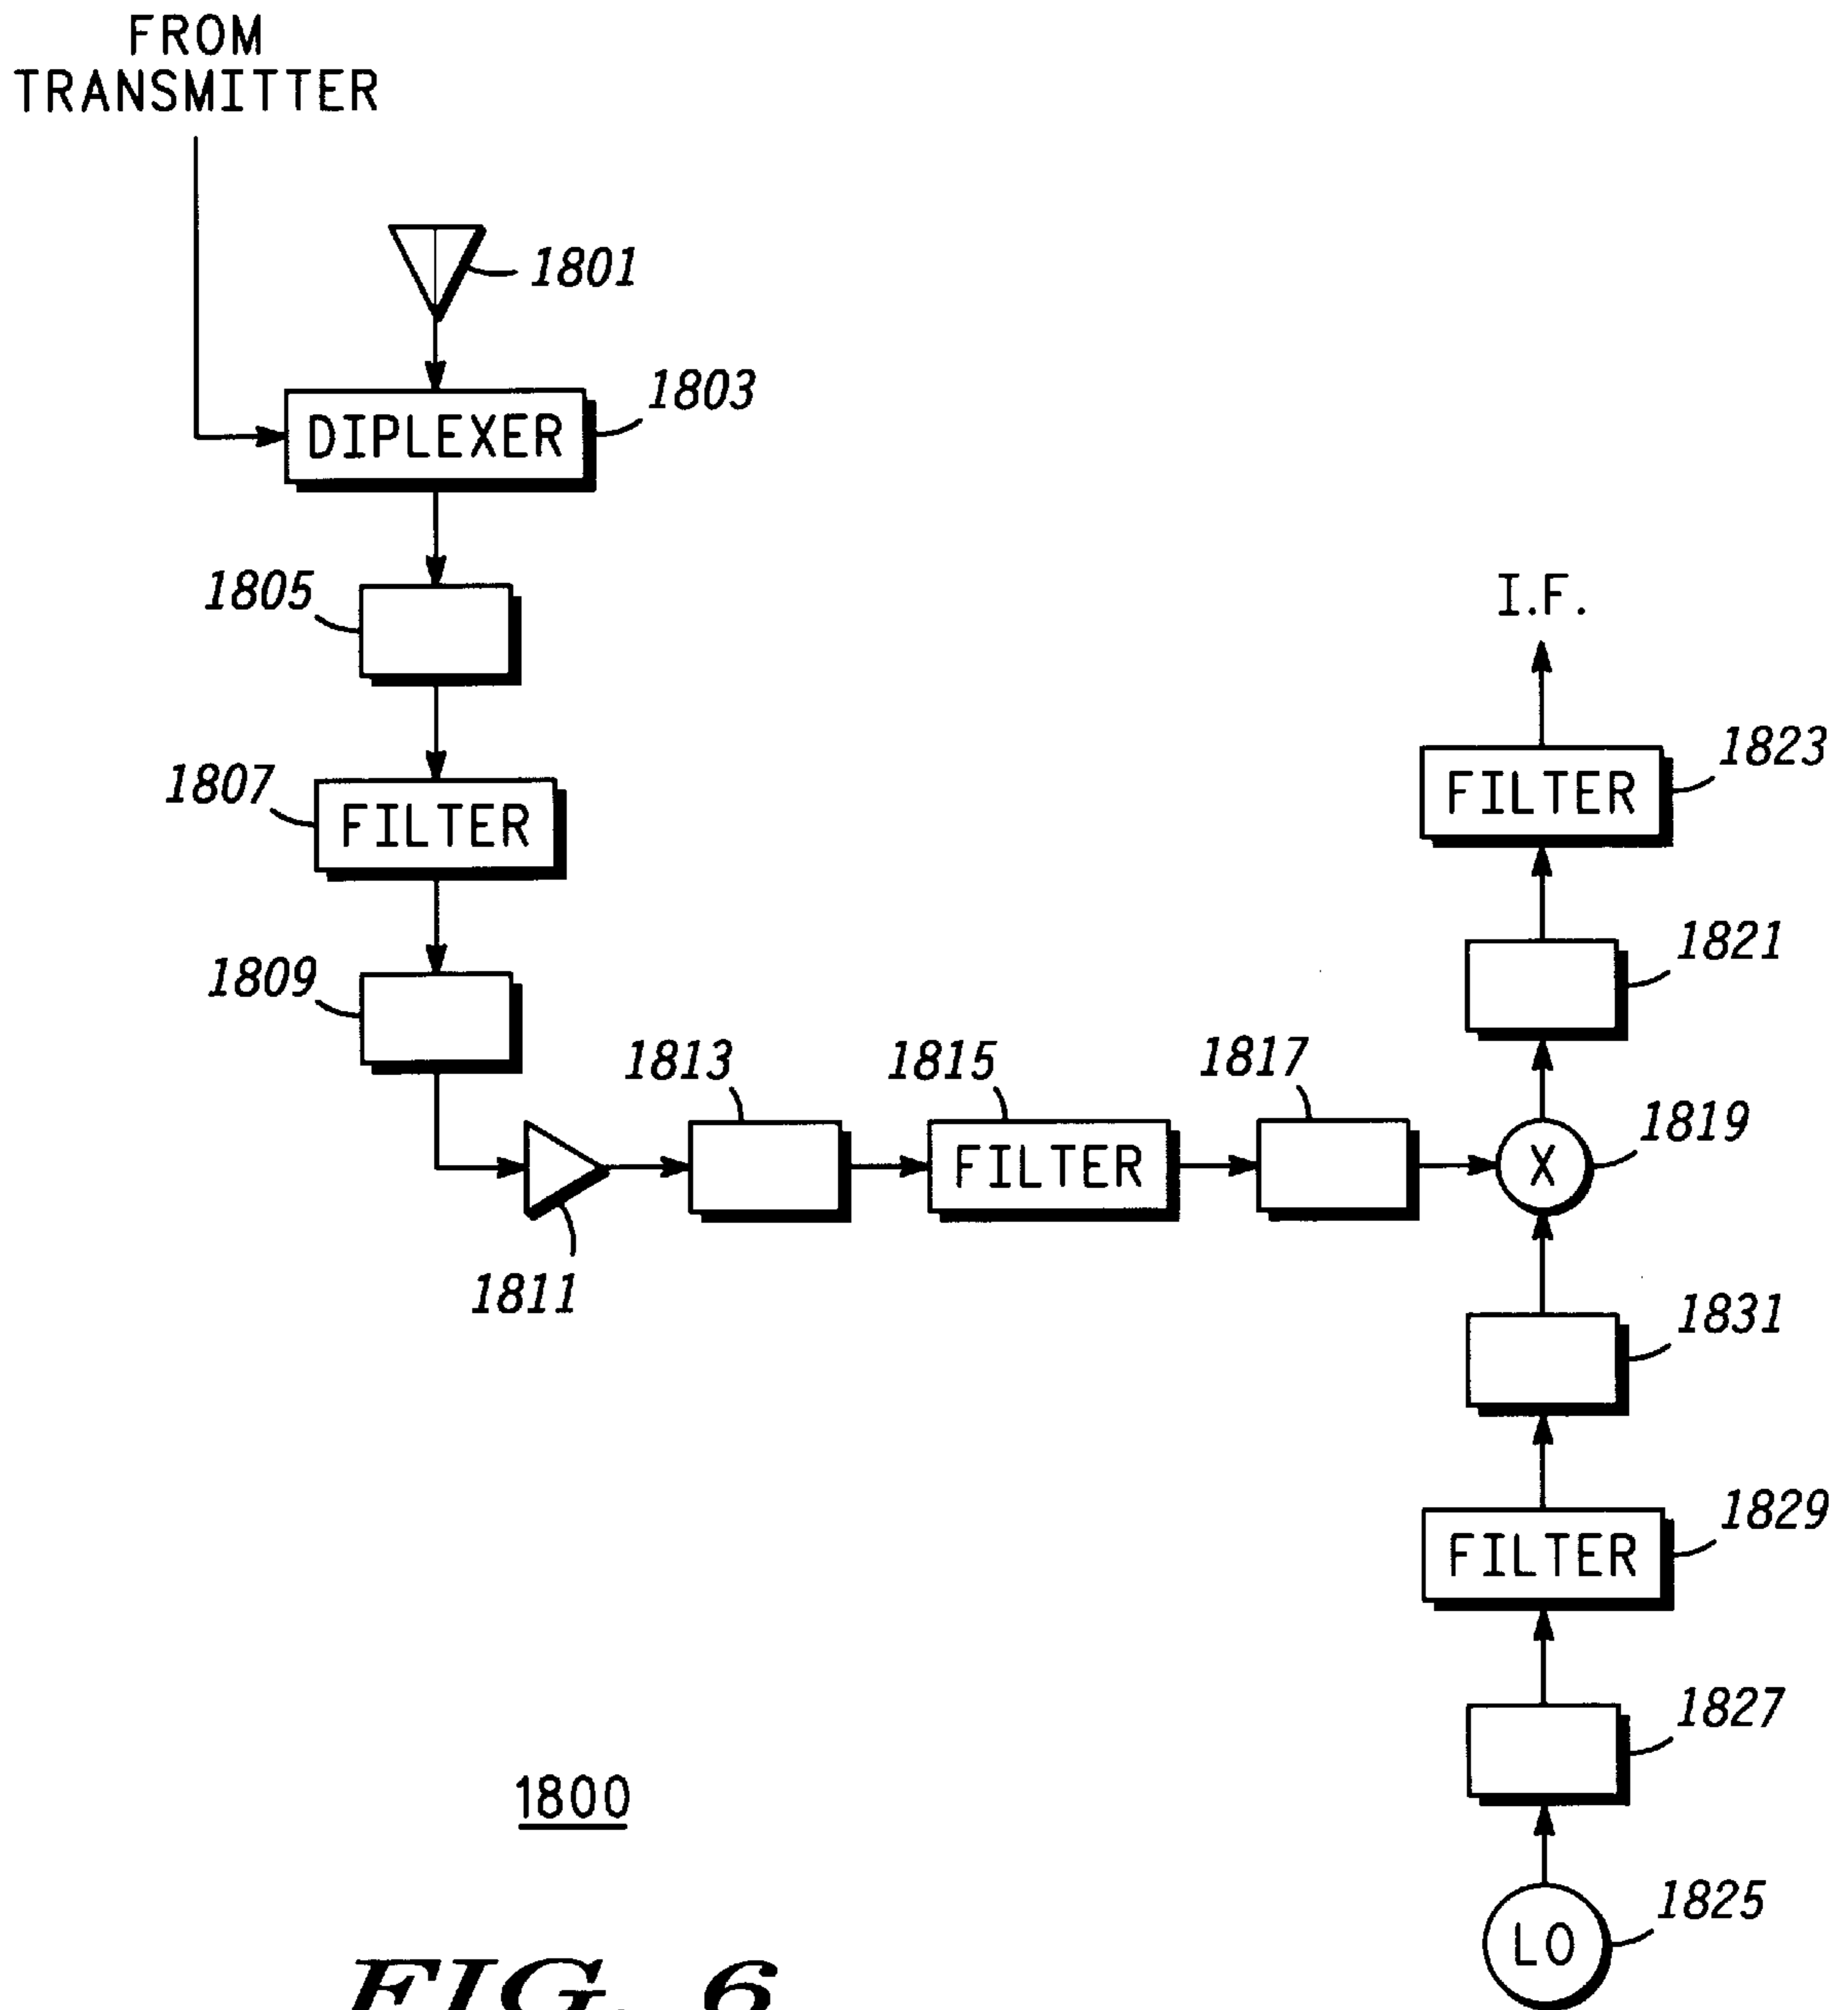 FROM
TRANSMITTER
1801
DIPLEXER
1803
1805
1807
FILTER
1809
1811
1813
1815
FILTER
1817
X
1819
I.F.
FILTER
1823
1821
1831
FILTER
1829
1827
LO
1825
1800
FIG. 6